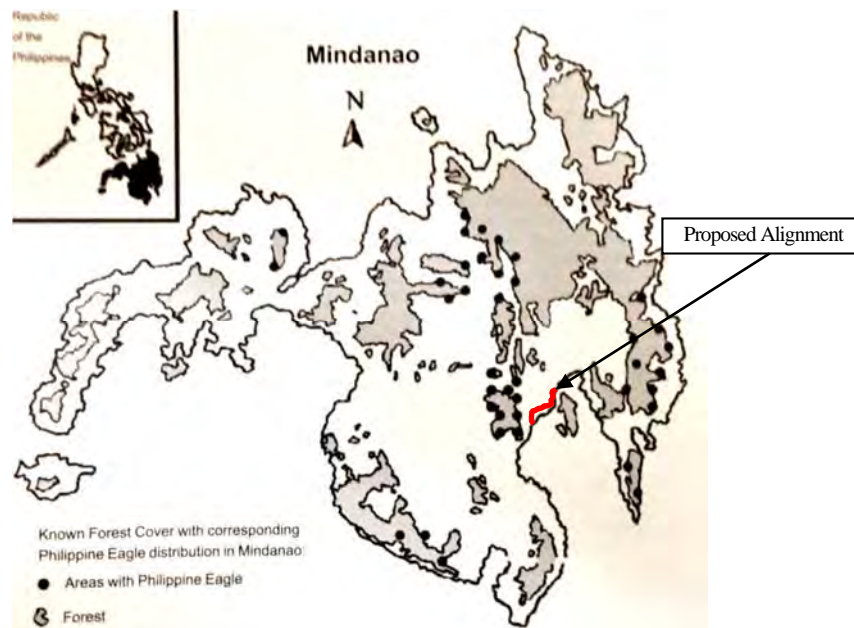 Republic
of the
Philippines
Mindanao
N
Proposed Alignment
Known Forest Cover with corresponding
Philippine Eagle distribution in Mindanao:
Areas with Philippine Eagle
Forest